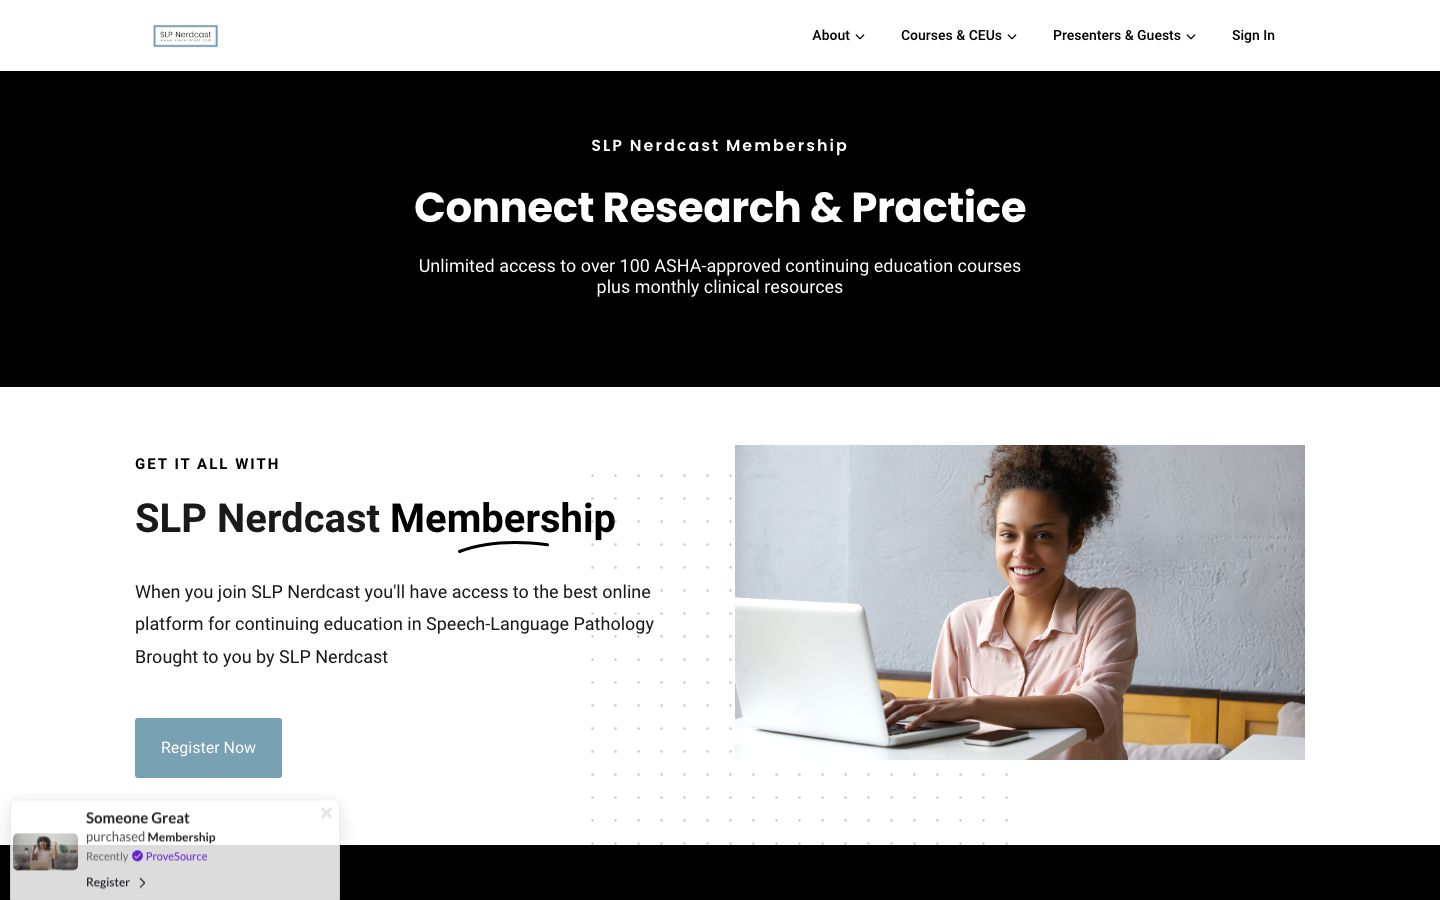 SLP Nerdcast
About
Courses & CEUs
Presenters & Guests
Sign In
SLP Nerdcast Membership
Connect Research & Practice
Unlimited access to over 100 ASHA-approved continuing education courses
plus monthly clinical resources
GET IT ALL WITH
SLP Nerdcast Membership
When you join SLP Nerdcast you'll have access to the best online
platform for continuing education in Speech-Language Pathology
Brought to you by SLP Nerdcast
Register Now
Someone Great
purchased Membership
Recently ProveSource
Register